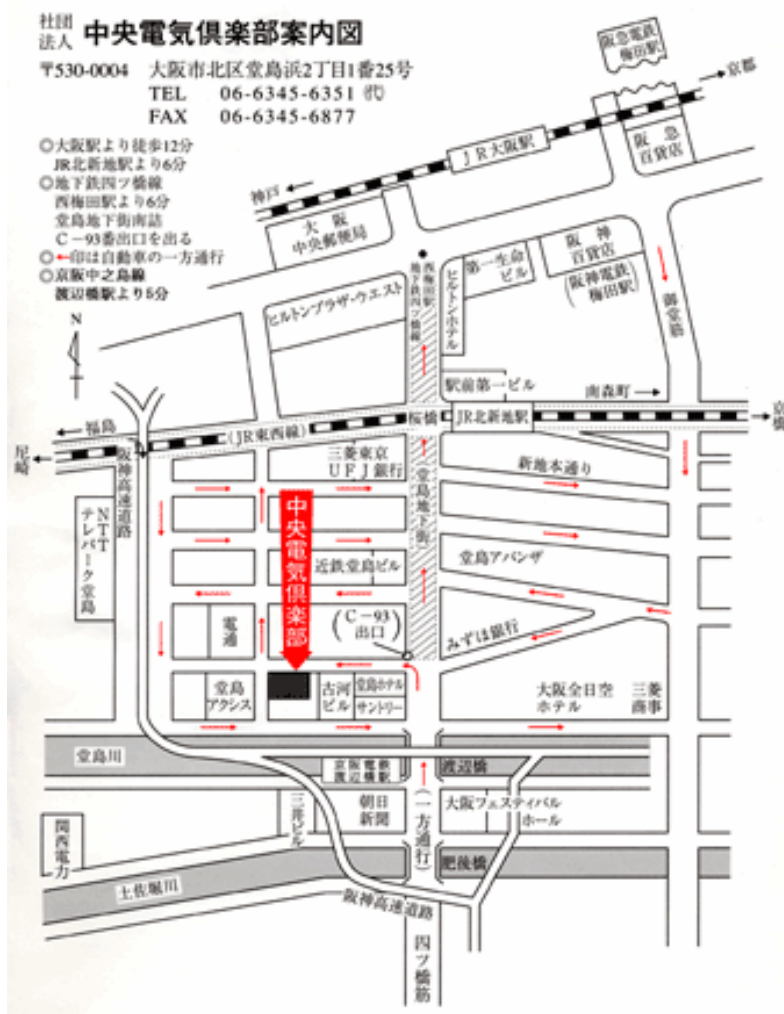 社団法人 中央電気倶楽部案内図
〒530-0004 大阪市北区堂島浜2丁目1番25号
TEL 06-6345-6351 ㈹
FAX 06-6345-6877
◎大阪駅より徒歩12分
JR北新地駅より6分
◎地下鉄四ツ橋線
西梅田駅より6分
堂島地下街南詰
C-93番出口を出る
◎←印は自動車の一方通行
◎京阪中之島線
渡辺橋駅より5分
阪急電鉄
梅田駅
京都
JR大阪駅
阪急
百貨店
神戸
大阪
中央郵便局
西梅田駅
地下鉄四ツ橋線
第一生命
ビル
阪神
百貨店
(阪神電鉄
梅田駅)
御堂筋
ヒルトンプラザ・ウエスト
ヒルトンホテル
N
駅前第一ビル
南森町
福島
尼崎
(JR東西線)
桜橋
JR北新地駅
京橋
阪神高速道路
三菱東京
UFJ銀行
(堂島地下街)
新地本通り
NTT
テレパーク堂島
中央電気倶楽部
近鉄堂島ビル
堂島アバンザ
電通
(C-93
出口)
みずほ銀行
堂島
アクシス
古河
ビル
堂島ホテル
サントリー
大阪全日空
ホテル
三菱
商事
堂島川
京阪電鉄
渡辺橋駅
渡辺橋
三井ビル
朝日
新聞
(一方通行)
大阪フェスティバル
ホール
関西電力
肥後橋
土佐堀川
阪神高速道路
四ツ橋筋